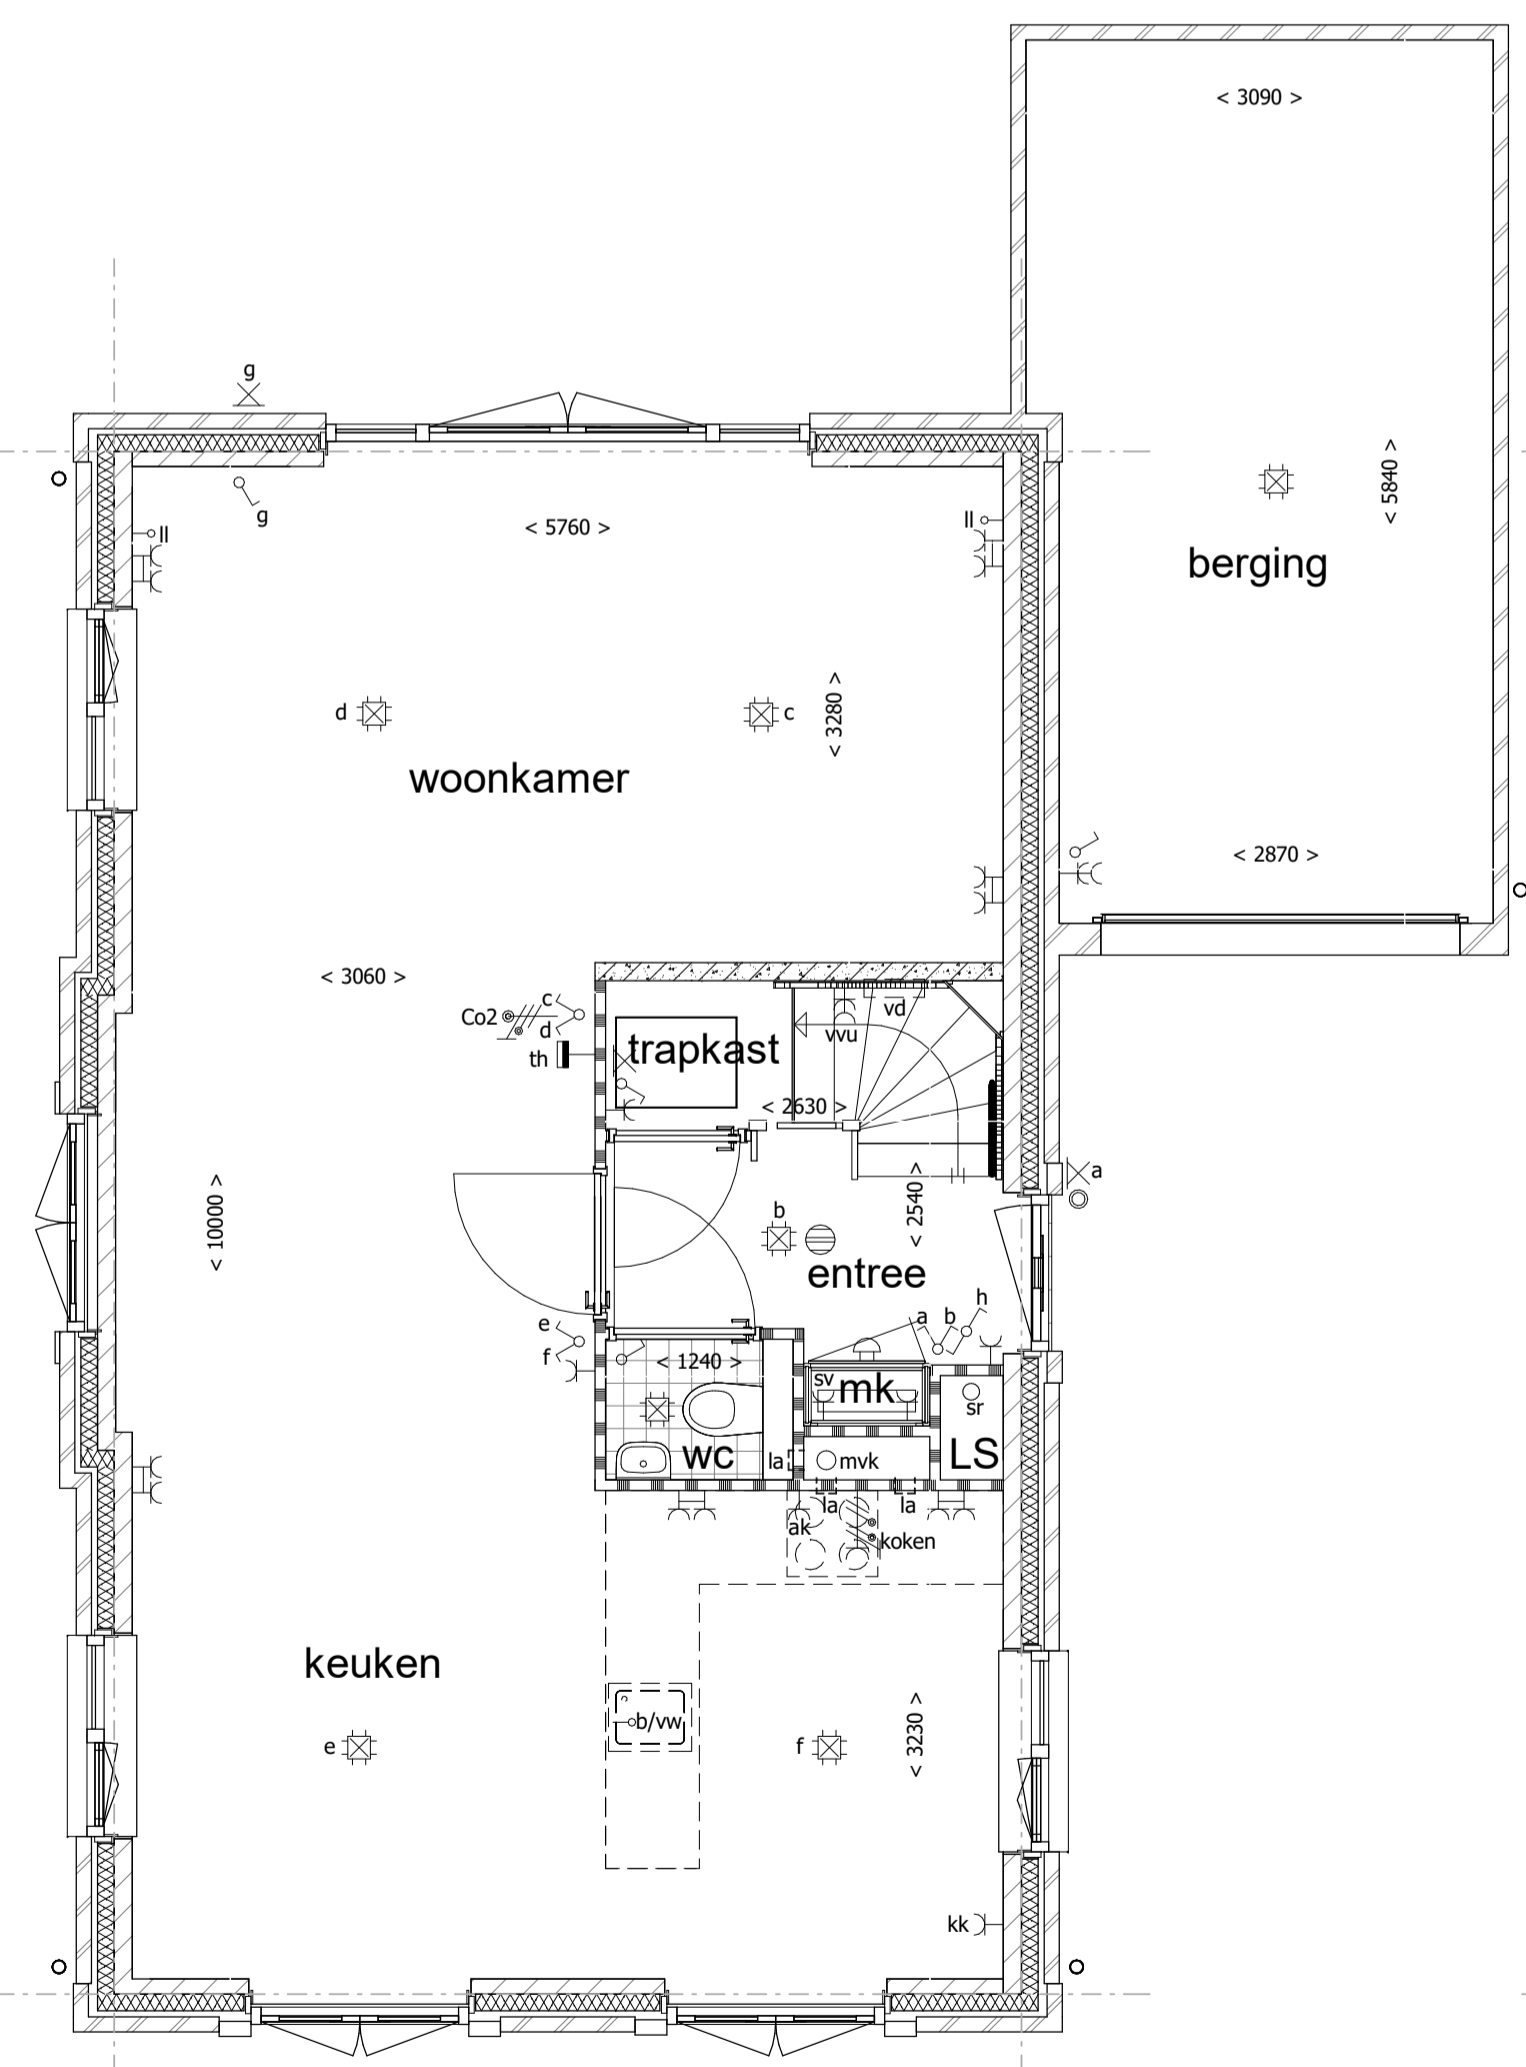 < 3090 >
g
g
ll
< 5760 >
ll
< 5840 >
berging
d
c
< 3280 >
woonkamer
< 2870 >
< 3060 >
c
Co2
d
th
trapkast
vd
vvu
< 2630 >
a
< 10000 >
< 2540 >
b
entree
h
a
b
e
f
< 1240 >
sv
mk
sr
wc
la
mvk
LS
la
la
ak
koken
keuken
b/vw
e
f
< 3230 >
kk